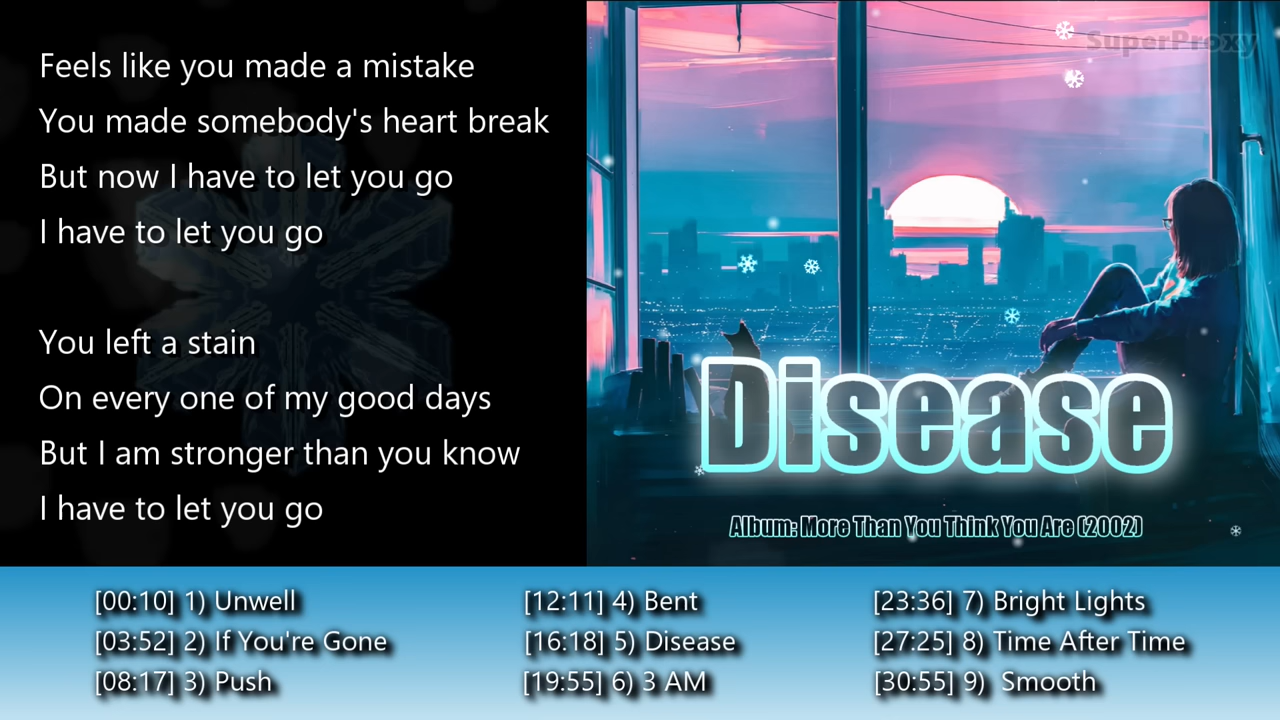 Feels like you made a mistake
You made somebody's heart break
But now I have to let you go
I have to let you go
You left a stain
On every one of my good days
But I am stronger than you know
I have to let you go
SuperProxy
Disease
Album: More Than You Think You Are (2002)
[00:10] 1) Unwell
[03:52] 2) If You're Gone
[08:17] 3) Push
[12:11] 4) Bent
[16:18] 5) Disease
[19:55] 6) 3 AM
[23:36] 7) Bright Lights
[27:25] 8) Time After Time
[30:55] 9)  Smooth